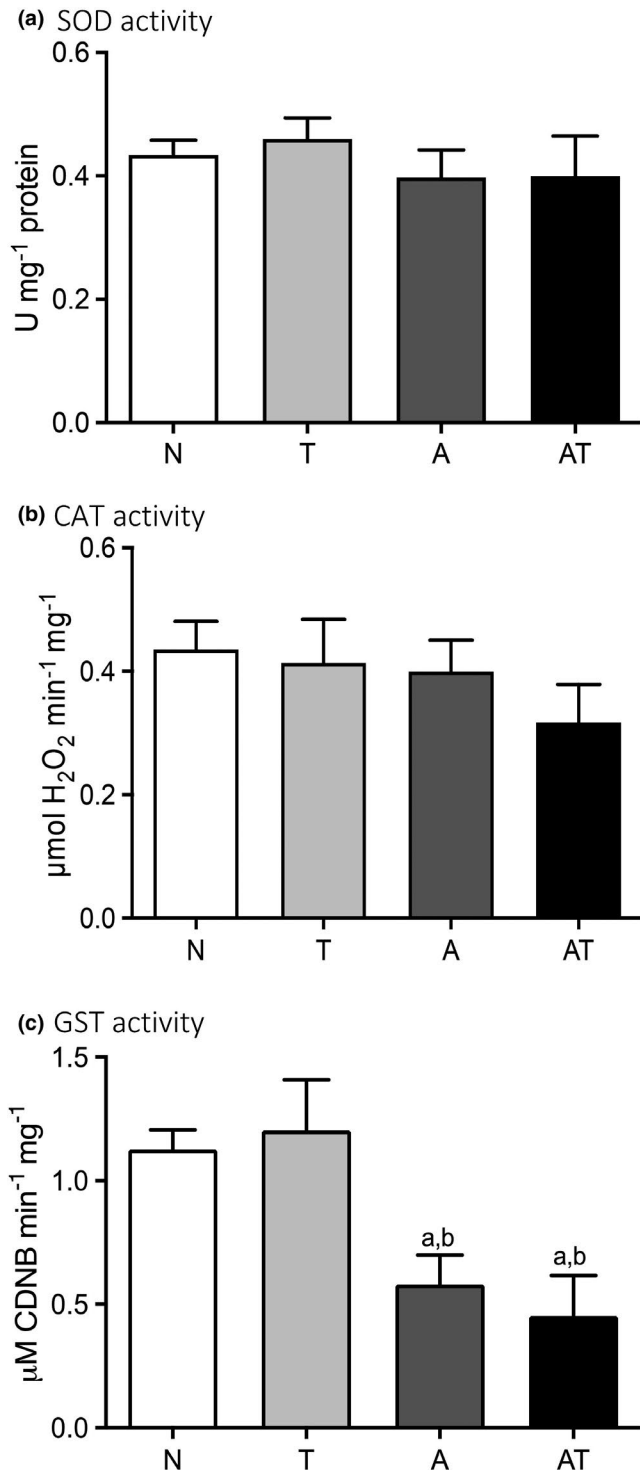 (a) SOD activity
0.6
0.4
0.2
0.0
U mg⁻¹ protein
N T A AT
(b) CAT activity
0.6
0.4
0.2
0.0
µmol H₂O₂ min⁻¹ mg⁻¹
N T A AT
(c) GST activity
1.5
1.0
0.5
0.0
µM CDNB min⁻¹ mg⁻¹
a,b a,b
N T A AT